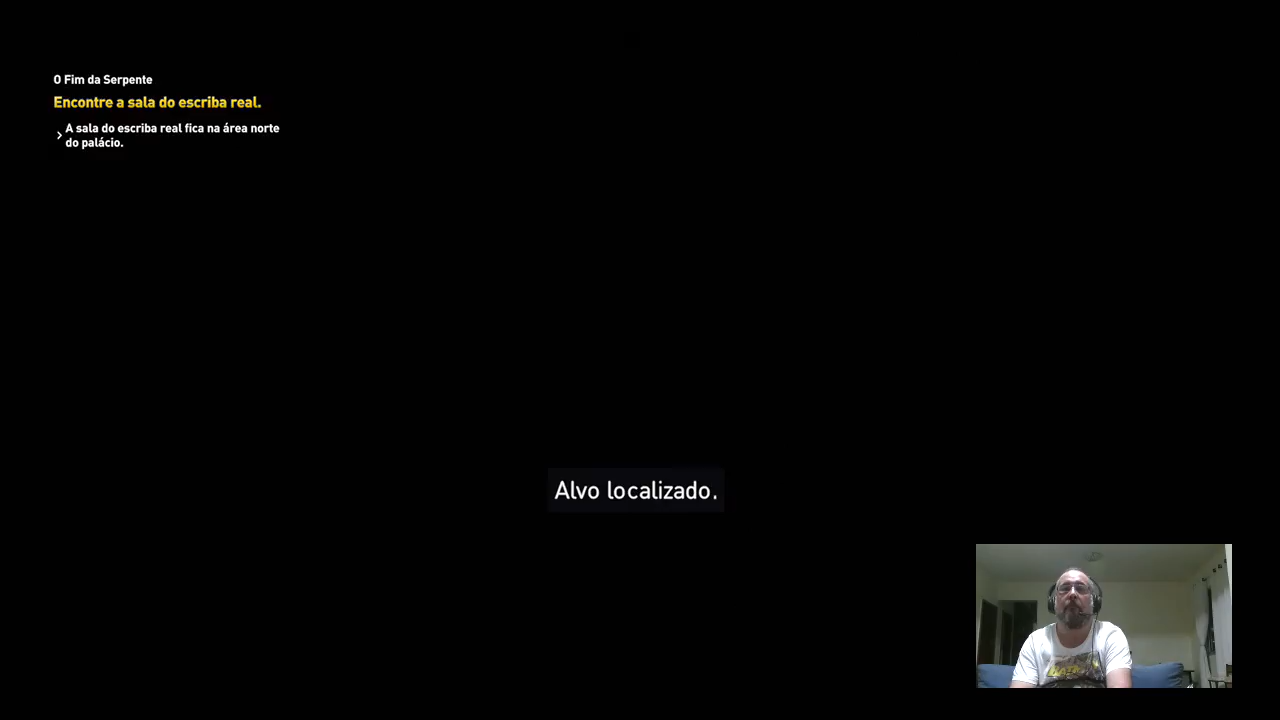 O Fim da Serpente
Encontre a sala do escriba real.
A sala do escriba real fica na área norte
do palácio.
Alvo localizado.